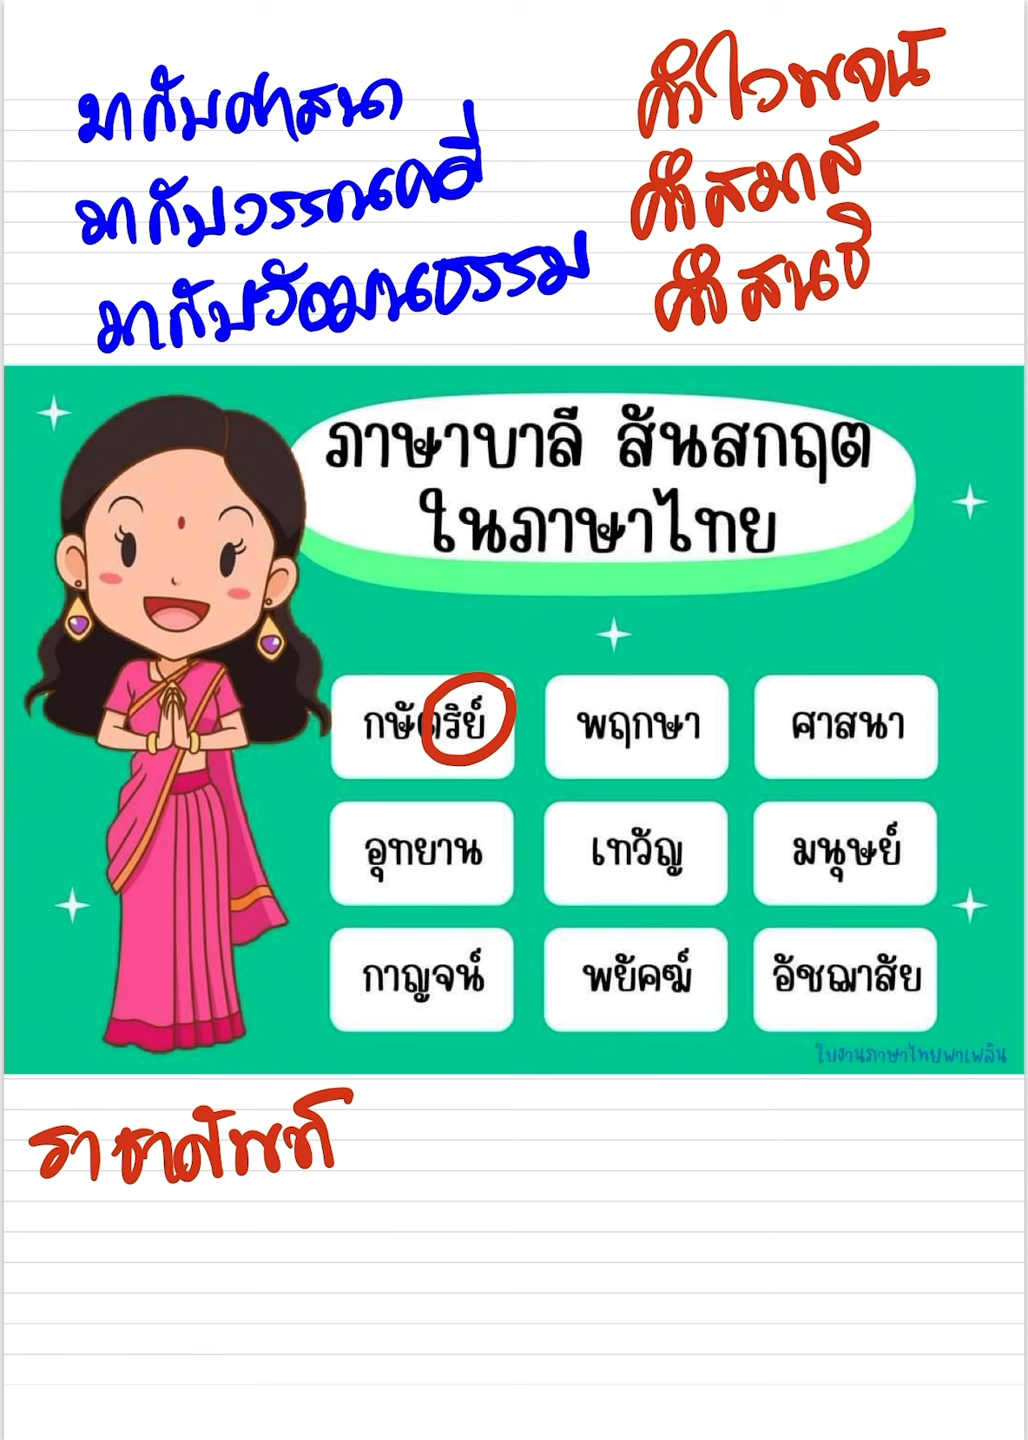 มากับศาสนา
มากับวรรณคดี
มากับวัฒนธรรม
คำไวพจน์
คำสมาส
คำสนธิ
ภาษาบาลี สันสกฤต
ในภาษาไทย
กษัตริย์ พฤกษา ศาสนา
อุทยาน เทวัญ มนุษย์
กาญจน์ พยัคฆ์ อัชฌาสัย
ใบงานภาษาไทยพาเพลิน
ราชาศัพท์